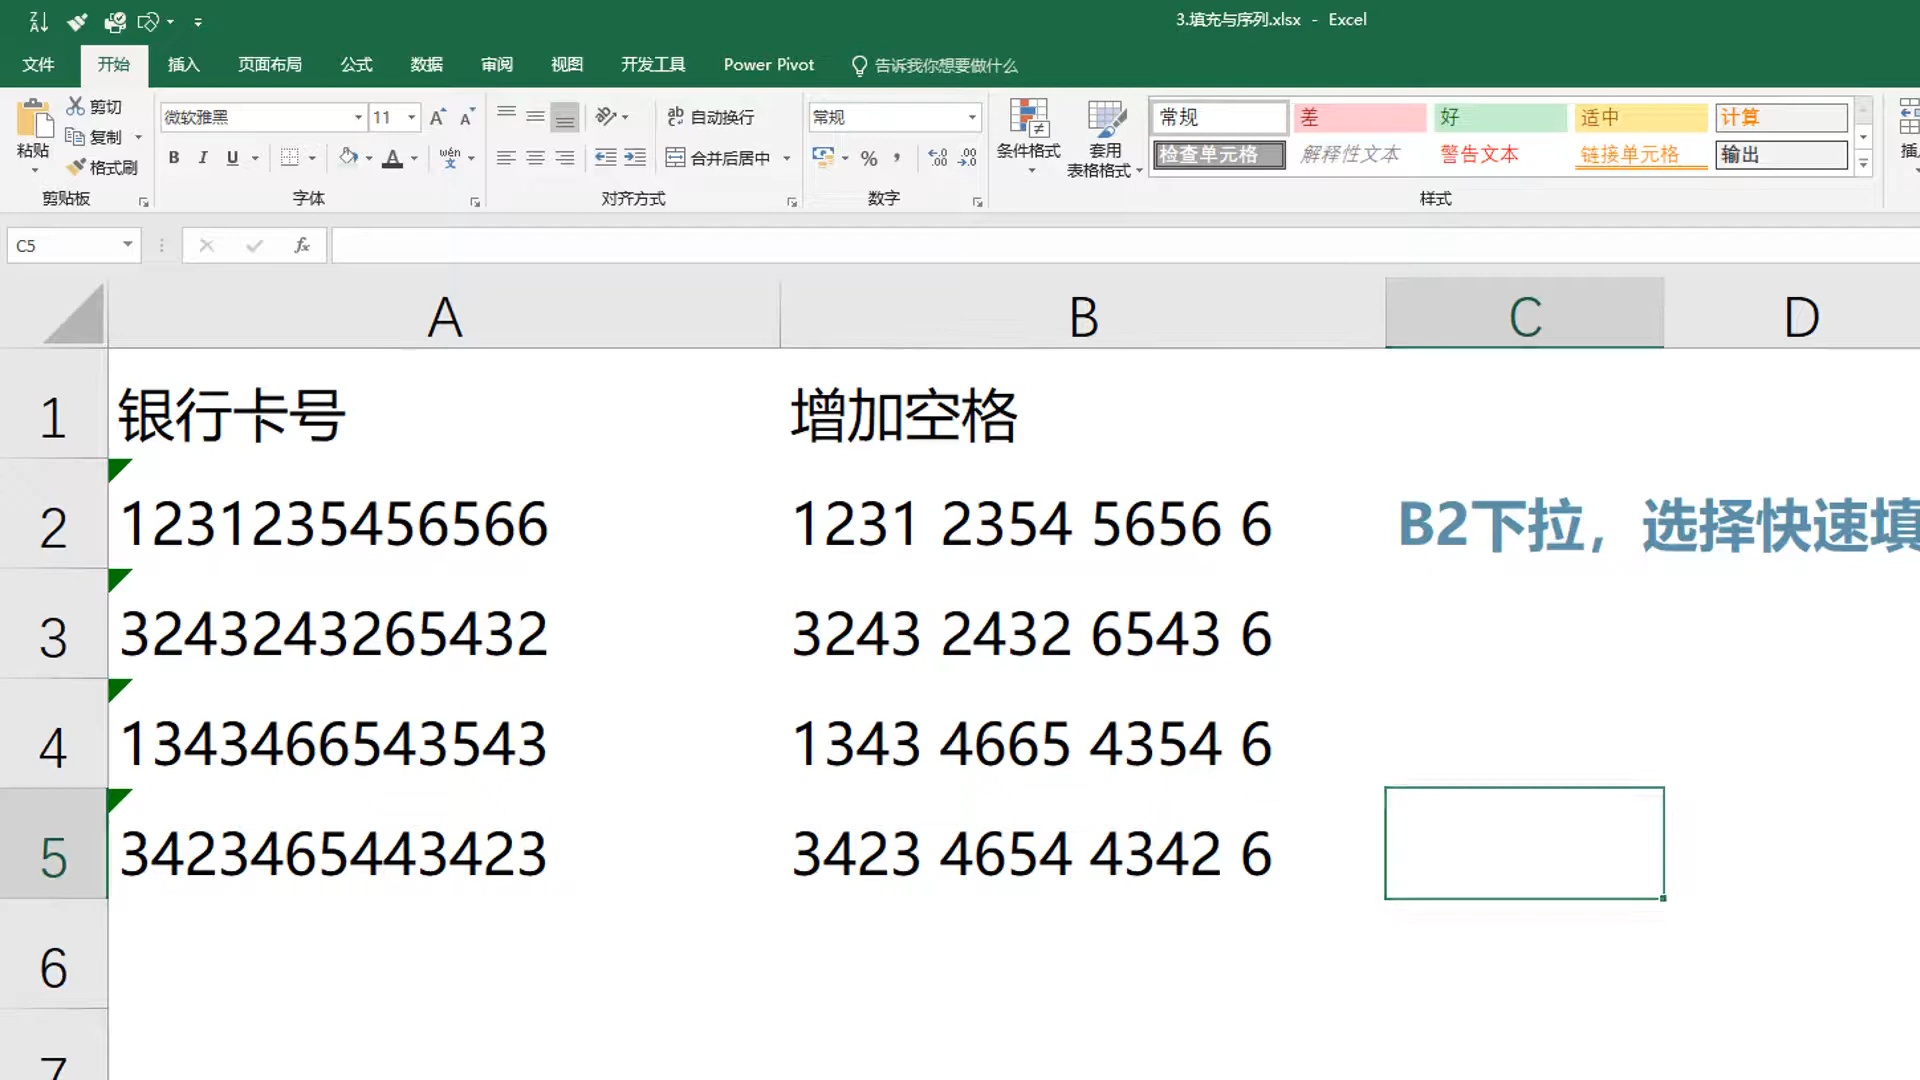 3.填充与序列.xlsx - Excel
文件 开始 插入 页面布局 公式 数据 审阅 视图 开发工具 Power Pivot 告诉我你想要做什么
粘贴 剪切 复制 格式刷 剪贴板
微软雅黑 11
B I U A wén 文 字体
ab 自动换行
合并后居中 对齐方式
常规
% , 数字
条件格式 套用 表格格式
常规 差 好 适中 计算
检查单元格 解释性文本 警告文本 链接单元格 输出
样式
C5 fx
A B C D
1 银行卡号 增加空格
2 1231235456566 1231 2354 5656 6 B2下拉，选择快速填
3 3243243265432 3243 2432 6543 6
4 1343466543543 1343 4665 4354 6
5 3423465443423 3423 4654 4342 6
6
7